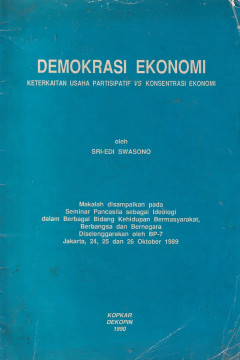 DEMOKRASI EKONOMI
KETERKAITAN USAHA PARTISIPATIF VS KONSENTRASI EKONOMI
oleh
SRI-EDI SWASONO
Makalah disampaikan pada
Seminar Pancasila sebagai Ideologi
dalam Berbagai Bidang Kehidupan Bermasyarakat,
Berbangsa dan Bernegara
Diselenggarakan oleh BP-7
Jakarta, 24, 25 dan 26 Oktober 1989
KOPKAR
DEKOPIN
1990